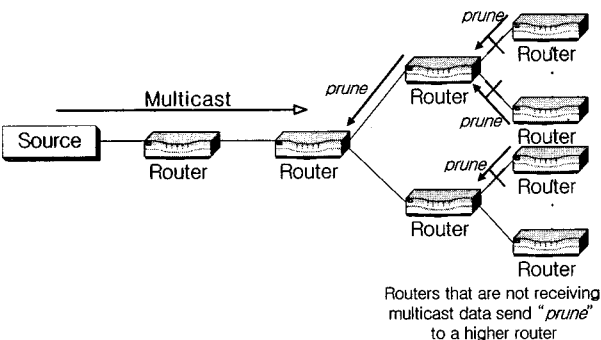 prune
Router
prune
Multicast
Router
prune
Router
Source
Router
Router
prune
Router
Router
Router
Routers that are not receiving
multicast data send "prune"
to a higher router